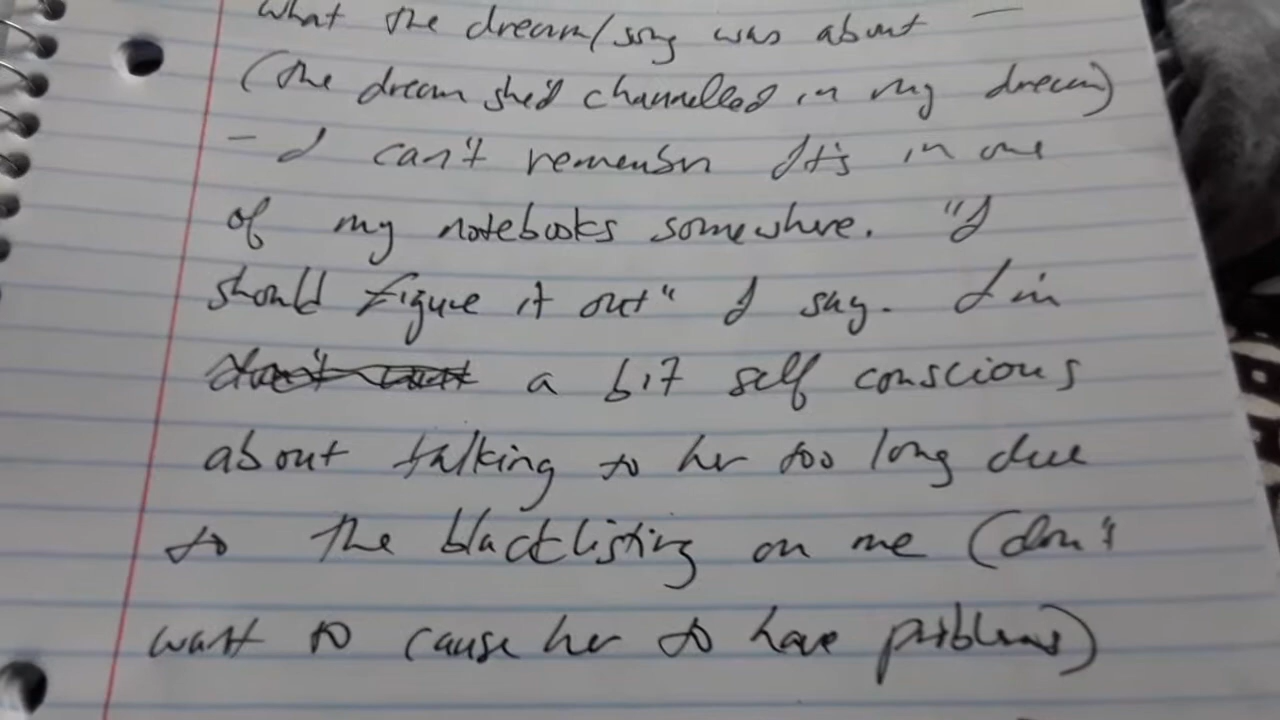 what the dream/song was about —
(the dream she'd channelled in my dream)
- I can't remember It's in one
of my notebooks somewhere. "I
should figure it out" I say. I'm
a bit self conscious
about talking to her too long due
to the blacklisting on me (don't
want to cause her to have problems)